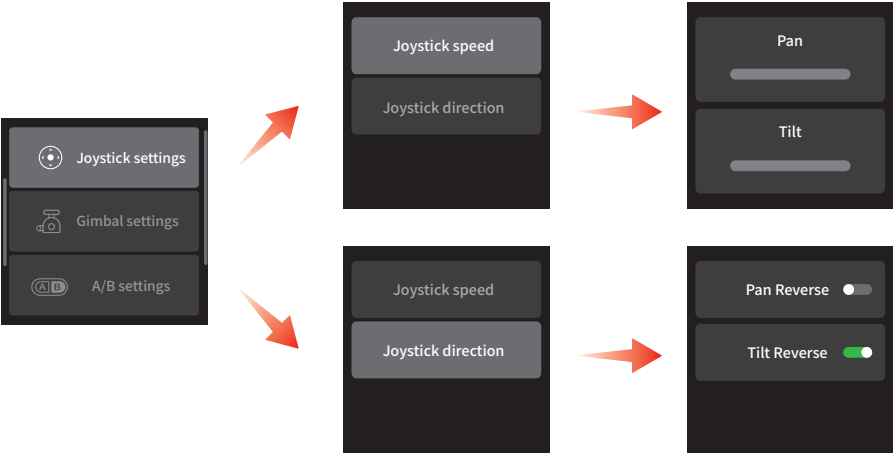 Joystick settings
Gimbal settings
A B
A/B settings
Joystick speed
Joystick direction
Pan
Tilt
Joystick speed
Joystick direction
Pan Reverse
Tilt Reverse